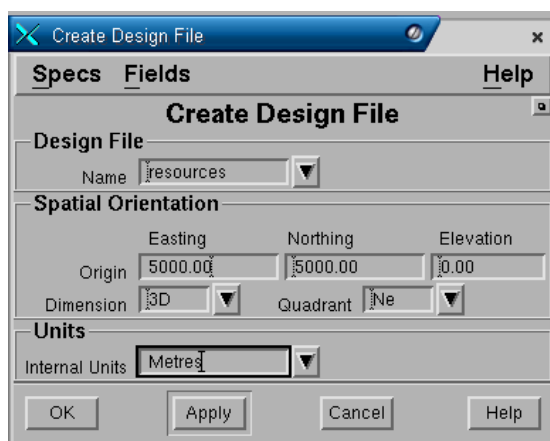 Create Design File
Specs Fields Help
Create Design File
Design File
Name resources
Spatial Orientation
Easting Northing Elevation
Origin 5000.00 5000.00 0.00
Dimension 3D Quadrant Ne
Units
Internal Units Metres
OK Apply Cancel Help